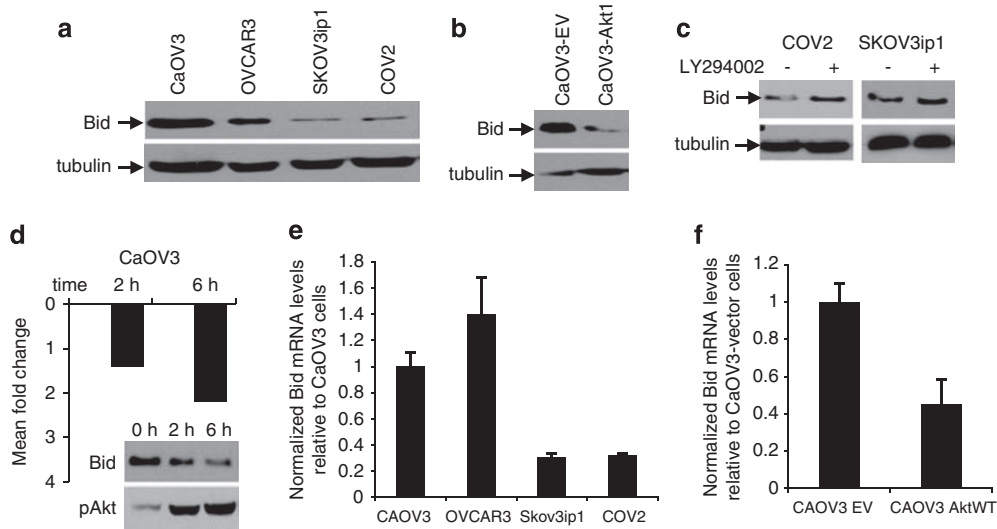 a
CaOV3
OVCAR3
SKOV3ip1
COV2
Bid
tubulin
b
CaOV3-EV
CaOV3-Akt1
Bid
tubulin
c
COV2 SKOV3ip1
LY294002 - + - +
Bid
tubulin
d
CaOV3
time 2 h 6 h
0
1
2
3
4
Mean fold change
0 h 2 h 6 h
Bid
pAkt
e
Normalized Bid mRNA levels
relative to CaOV3 cells
1.8
1.6
1.4
1.2
1
0.8
0.6
0.4
0.2
0
CAOV3 OVCAR3 Skov3ip1 COV2
f
Normalized Bid mRNA levels
relative to CaOV3-vector cells
1.2
1
0.8
0.6
0.4
0.2
0
CAOV3 EV CAOV3 AktWT